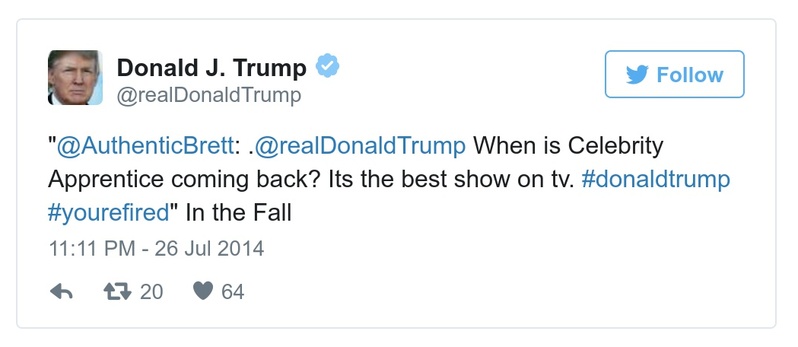 Donald J. Trump
@realDonaldTrump
Follow
"@AuthenticBrett: .@realDonaldTrump When is Celebrity
Apprentice coming back? Its the best show on tv. #donaldtrump
#yourefired" In the Fall
11:11 PM - 26 Jul 2014
20 64